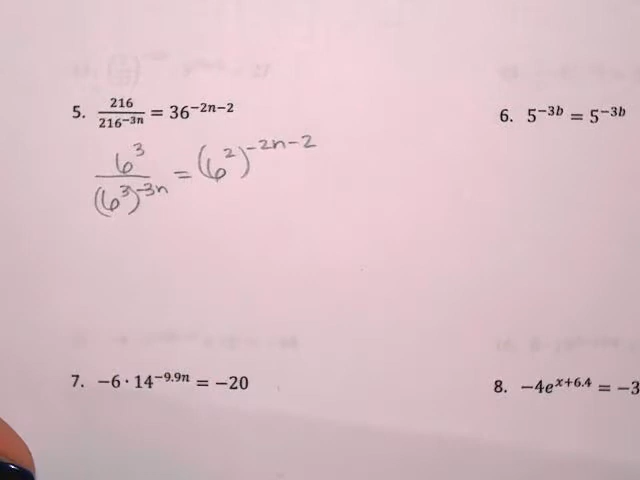 5. 216/216^{-3n} = 36^{-2n-2}
6^3/(6^3)^{-3n} = (6^2)^{-2n-2}
6. 5^{-3b} = 5^{-3b}
7. -6 · 14^{-9.9n} = -20
8. -4e^{x+6.4} = -3